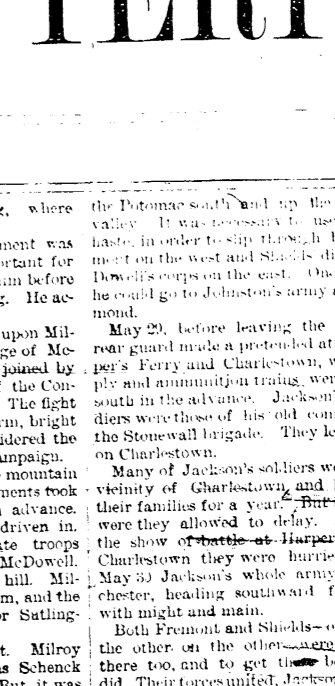 TERI
, where
ment was
ortant for
him before
g. He ac-
upon Mil-
ge of Mc-
joined by
the Con-
The fight
rm, bright
idered the
ampaign.
mountain
ments took
advance.
driven in.
te troops
McDowell.
hill. Mil-
m, and the
or Sutling-
t. Milroy
as Schenck
But it was
the Potomac south and up the
valley. It was necessary to use
haste, in order to slip through
mont on the west and Shields' di
Dowell's corps on the east. One
he could go to Johnston's army a
mond.
May 29, before leaving the
rear guard made a pretended at
per's Ferry and Charlestown, w
ply and ammunition trains wer
south in the advance. Jackson'
diers were those of his old com
the Stonewall brigade. They le
on Charlestown.
Many of Jackson's soldiers we
vicinity of Charlestown and
their families for a year. But
were they allowed to delay.
the show of battle at Harper
Charlestown they were hurrie
May 30 Jackson's whole army
chester, heading southward f
with might and main.
Both Fremont and Shields—o
the other on the other—were
there too, and to get there b
did. Their forces united, Jackso